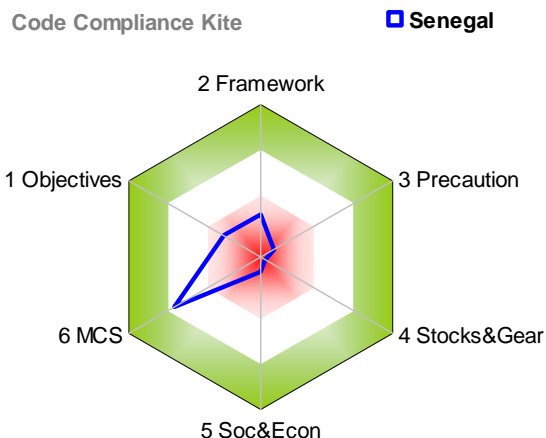 Code Compliance Kite
Senegal
2 Framework
1 Objectives
3 Precaution
6 MCS
4 Stocks&Gear
5 Soc&Econ